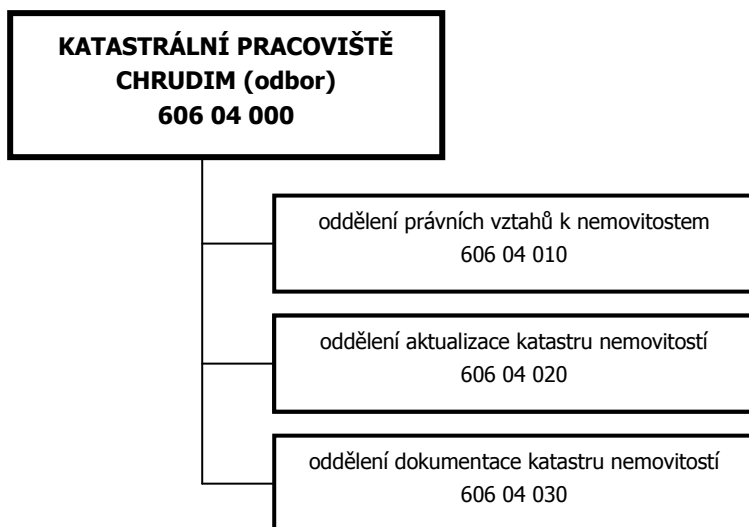 KATASTRÁLNÍ PRACOVIŠTĚ
CHRUDIM (odbor)
606 04 000
oddělení právních vztahů k nemovitostem
606 04 010
oddělení aktualizace katastru nemovitostí
606 04 020
oddělení dokumentace katastru nemovitostí
606 04 030